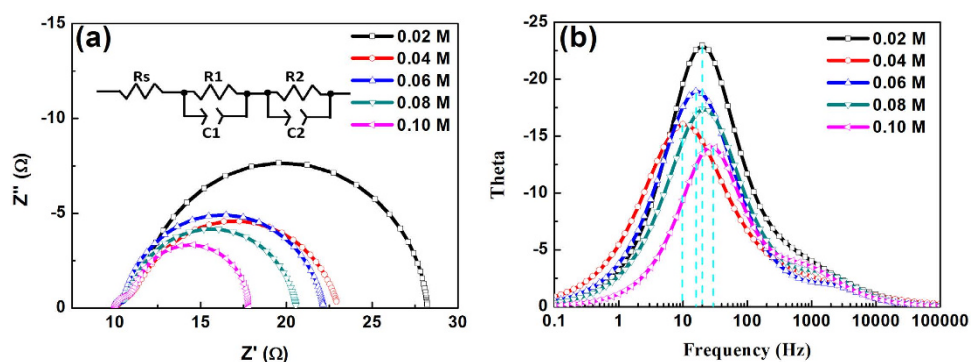 (a)
-15
-10
-5
0
10 15 20 25 30
Z'' (Ω)
Z' (Ω)
0.02 M
0.04 M
0.06 M
0.08 M
0.10 M
Rs R1 R2
C1 C2
(b)
-25
-20
-15
-10
-5
0
0.1 1 10 100 1000 10000 100000
Theta
Frequency (Hz)
0.02 M
0.04 M
0.06 M
0.08 M
0.10 M